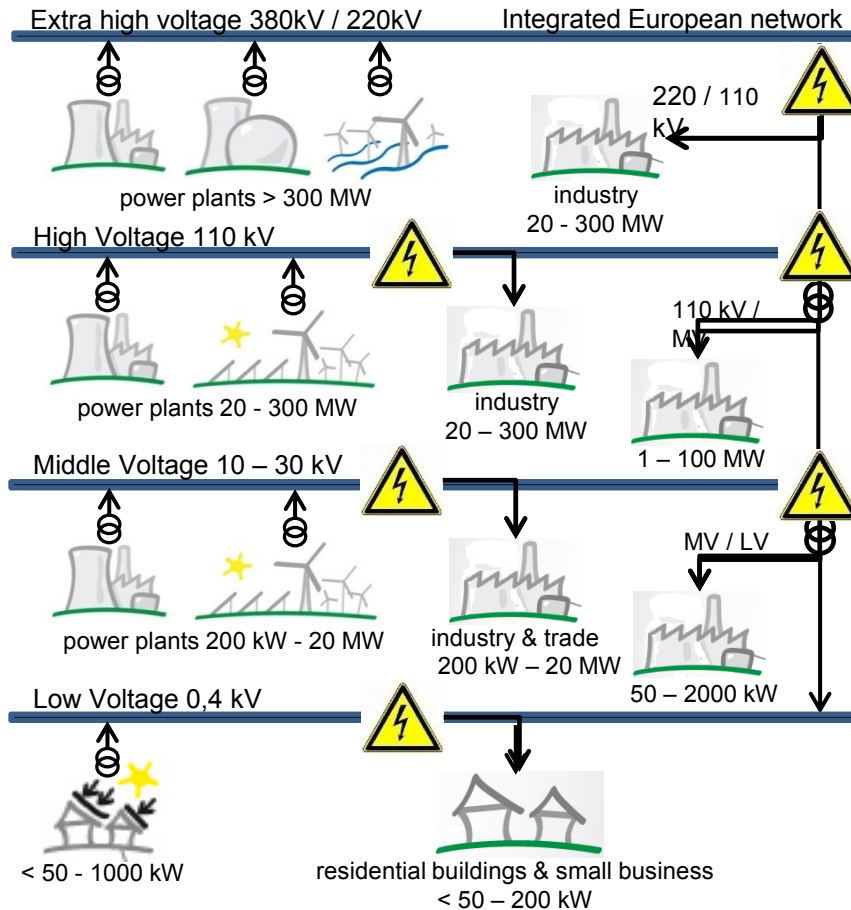 Extra high voltage 380kV / 220kV
Integrated European network
220 / 110
kV
power plants > 300 MW
industry
20 - 300 MW
High Voltage 110 kV
110 kV /
MV
power plants 20 - 300 MW
industry
20 – 300 MW
1 – 100 MW
Middle Voltage 10 – 30 kV
MV / LV
power plants 200 kW - 20 MW
industry & trade
200 kW – 20 MW
50 – 2000 kW
Low Voltage 0,4 kV
< 50 - 1000 kW
residential buildings & small business
< 50 – 200 kW